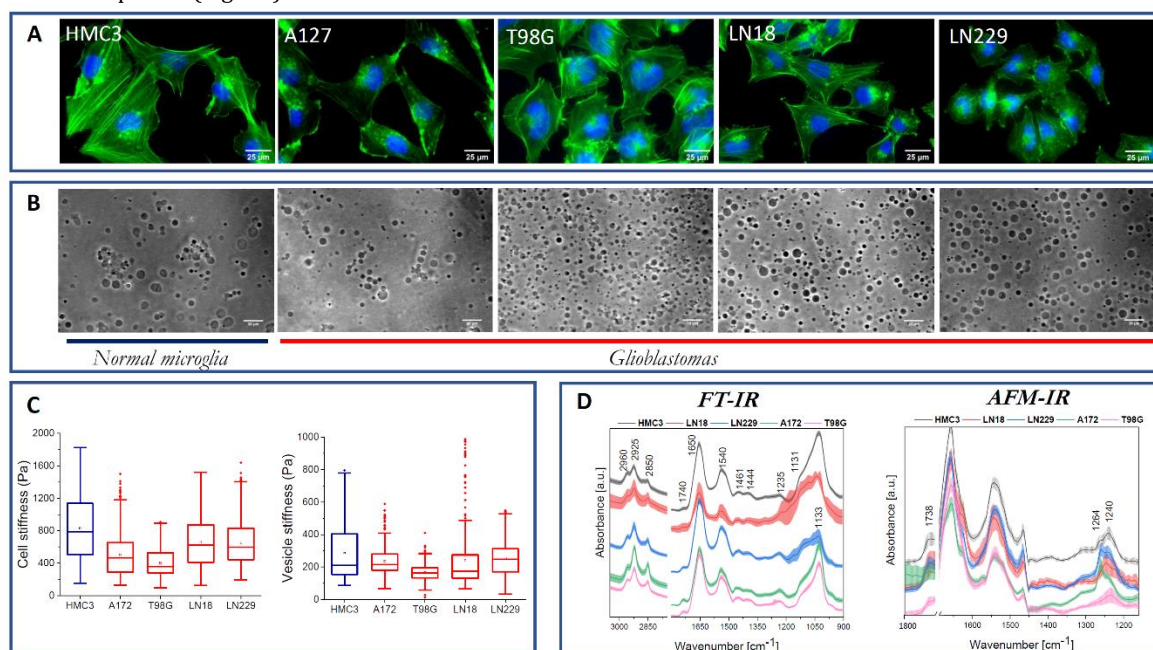 A
HMC3
A127
T98G
LN18
LN229
25 µm
25 µm
25 µm
25 µm
25 µm
B
Normal microglia
Glioblastomas
C
Cell stiffness (Pa)
2000
1600
1200
800
400
0
HMC3 A172 T98G LN18 LN229
Vesicle stiffness (Pa)
1000
800
600
400
200
0
HMC3 A172 T98G LN18 LN229
D
FT-IR
HMC3 LN18 LN229 A172 T98G
Absorbance [a.u.]
2960
2925
2850
1740
1650
1540
1461
1444
1235
1131
1133
3000 2850 1650 1500 1350 1200 1050 900
Wavenumber [cm-1]
AFM-IR
HMC3 LN18 LN229 A172 T98G
Absorbance [a.u.]
1738
1264
1240
1800 1600 1500 1400 1300 1200
Wavenumber [cm-1]